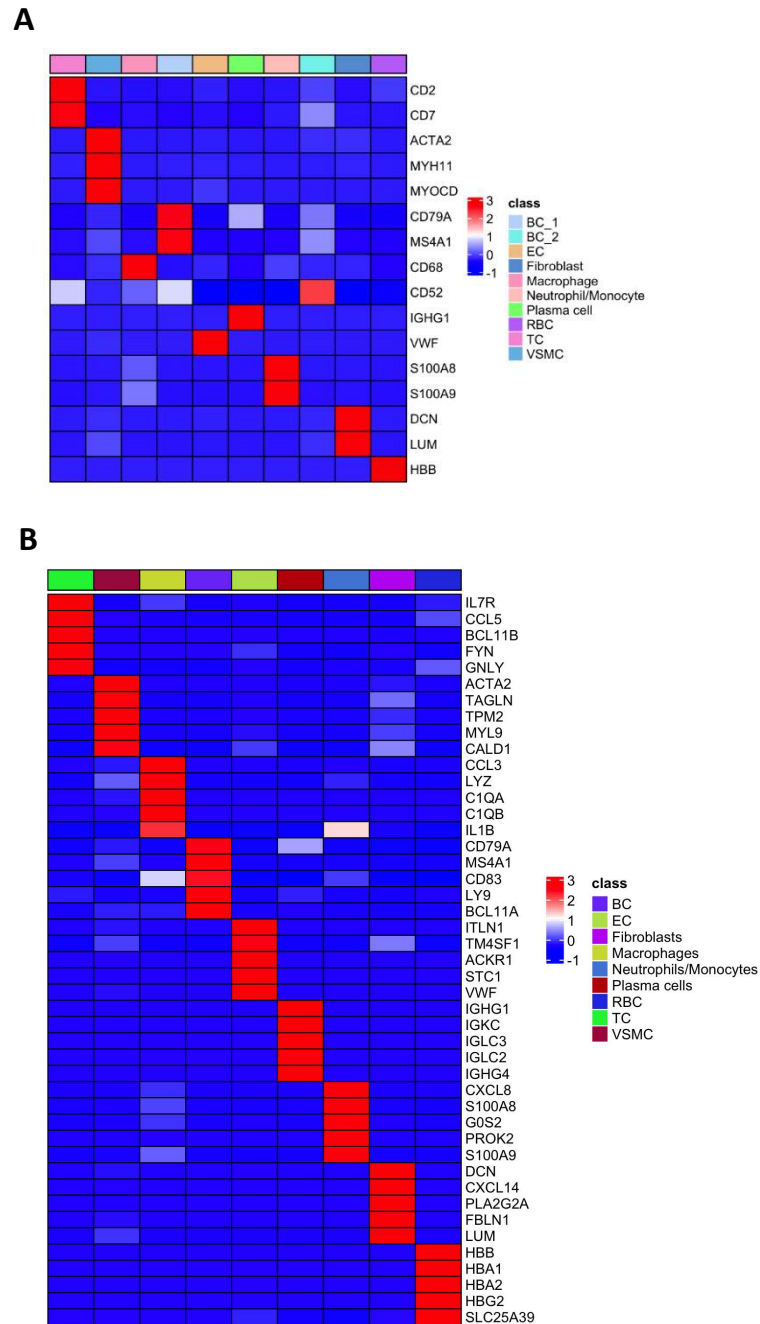 A
CD2
CD7
ACTA2
MYH11
MYOCD
CD79A
MS4A1
CD68
CD52
IGHG1
VWF
S100A8
S100A9
DCN
LUM
HBB
3
2
1
0
-1
class
BC_1
BC_2
EC
Fibroblast
Macrophage
Neutrophil/Monocyte
Plasma cell
RBC
TC
VSMC
B
IL7R
CCL5
BCL11B
FYN
GNLY
ACTA2
TAGLN
TPM2
MYL9
CALD1
CCL3
LYZ
C1QA
C1QB
IL1B
CD79A
MS4A1
CD83
LY9
BCL11A
ITLN1
TM4SF1
ACKR1
STC1
VWF
IGHG1
IGKC
IGLC3
IGLC2
IGHG4
CXCL8
S100A8
G0S2
PROK2
S100A9
DCN
CXCL14
PLA2G2A
FBLN1
LUM
HBB
HBA1
HBA2
HBG2
SLC25A39
3
2
1
0
-1
class
BC
EC
Fibroblasts
Macrophages
Neutrophils/Monocytes
Plasma cells
RBC
TC
VSMC